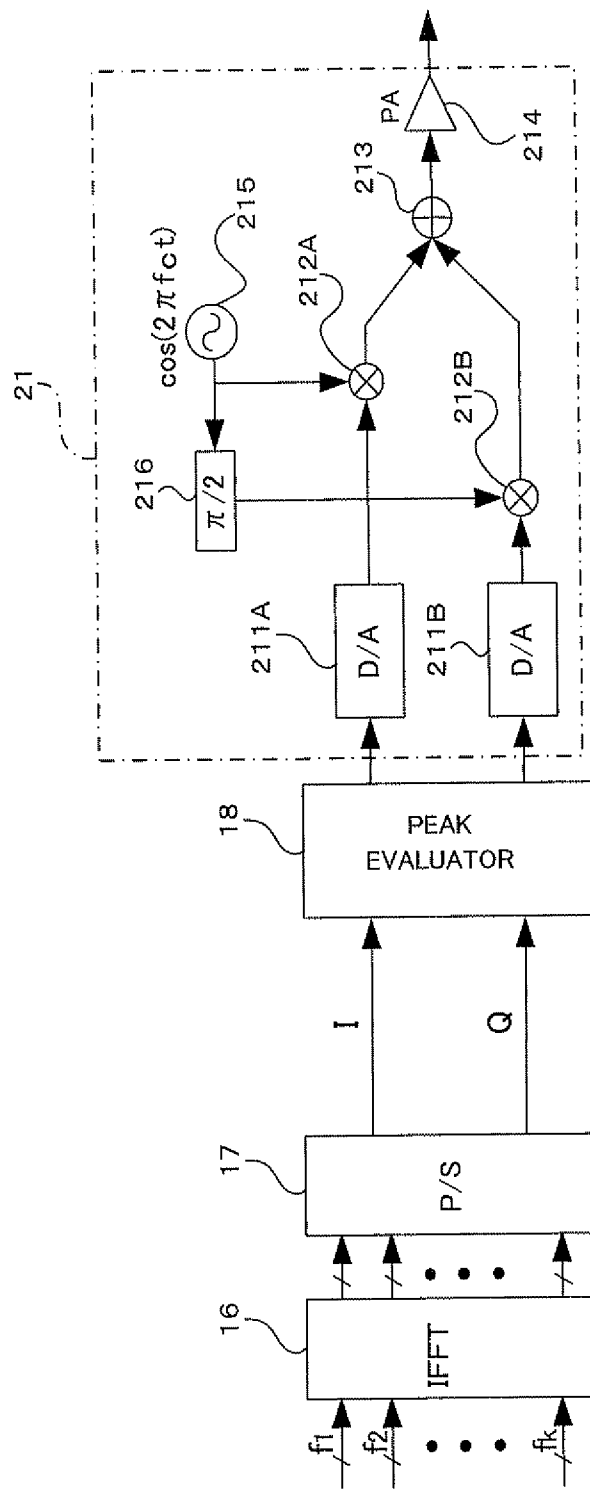 f1
f2
fk
16
IFFT
17
P/S
I
Q
18
PEAK
EVALUATOR
21
211A
D/A
211B
D/A
216
π/2
cos(2πfct)
215
212A
212B
213
PA
214